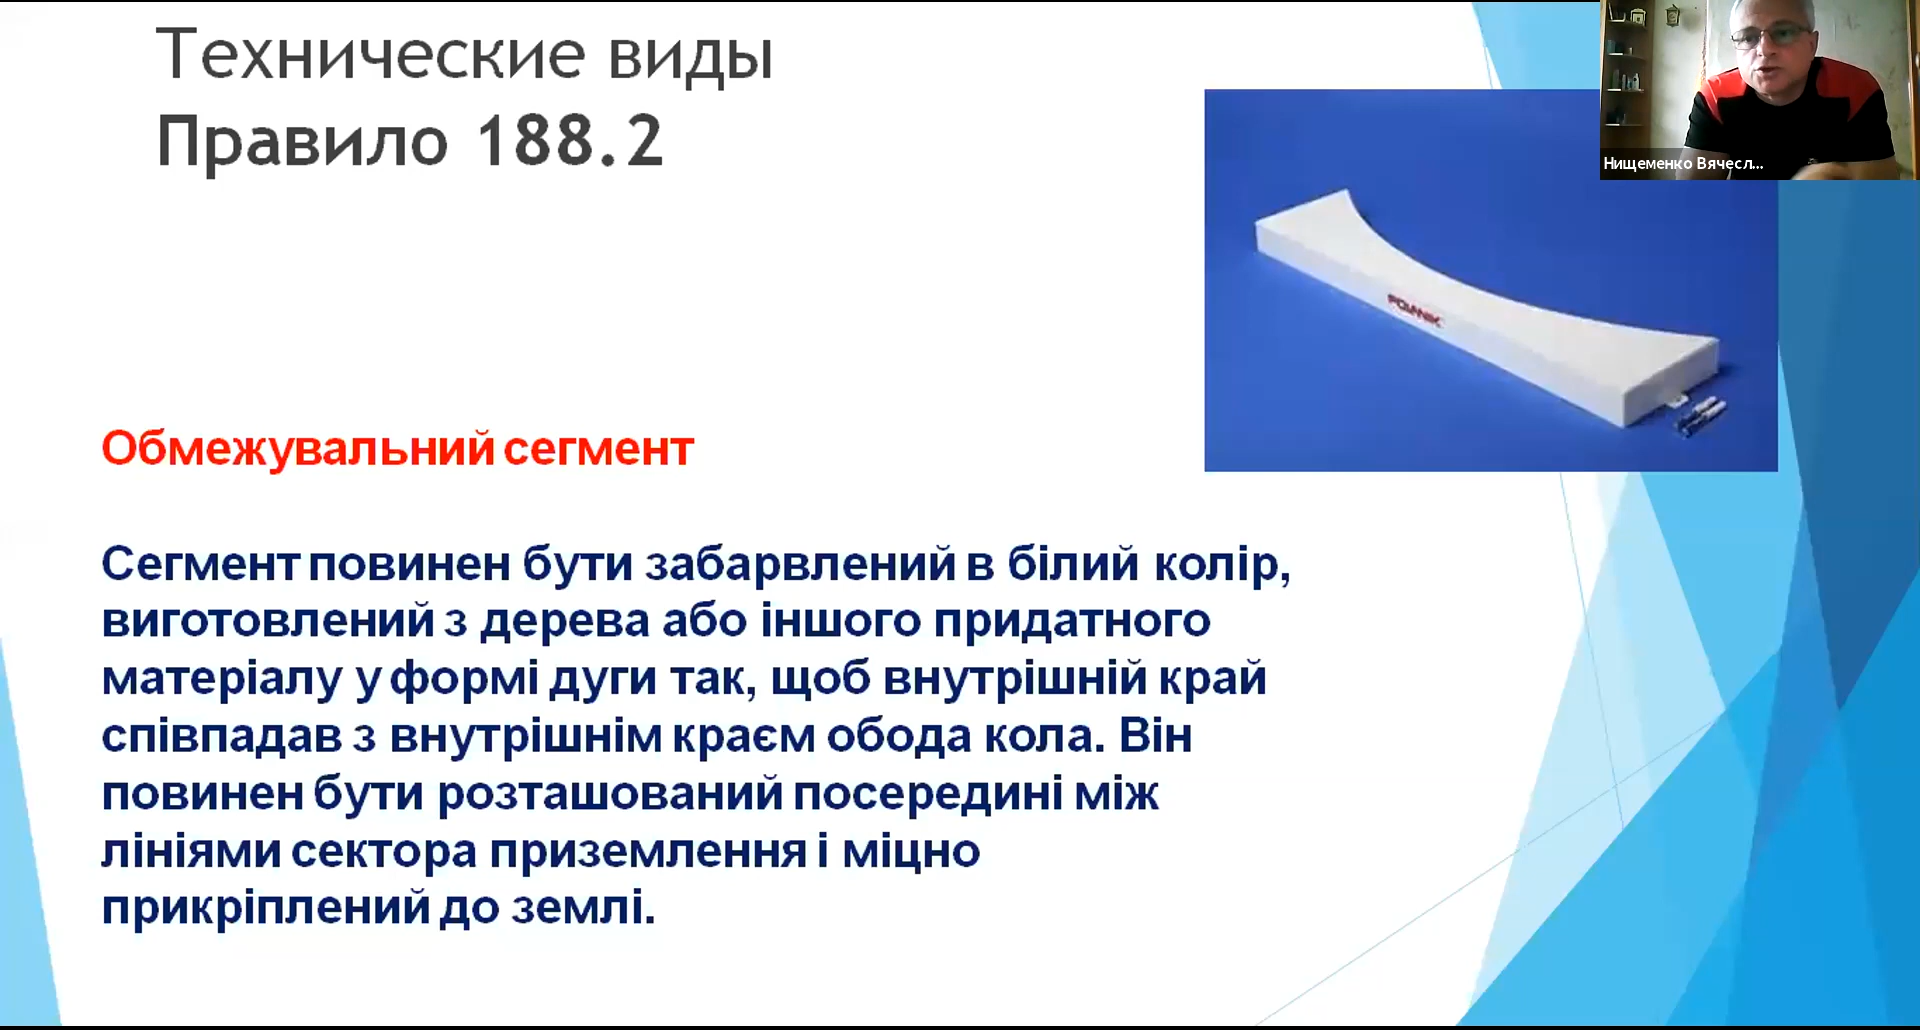 Технические виды
Правило 188.2
Нищеменко Вячесл...
POLANIK
Обмежувальний сегмент
Сегмент повинен бути забарвлений в білий колір,
виготовлений з дерева або іншого придатного
матеріалу у формі дуги так, щоб внутрішній край
співпадав з внутрішнім краєм обода кола. Він
повинен бути розташований посередині між
лініями сектора приземлення і міцно
прикріплений до землі.